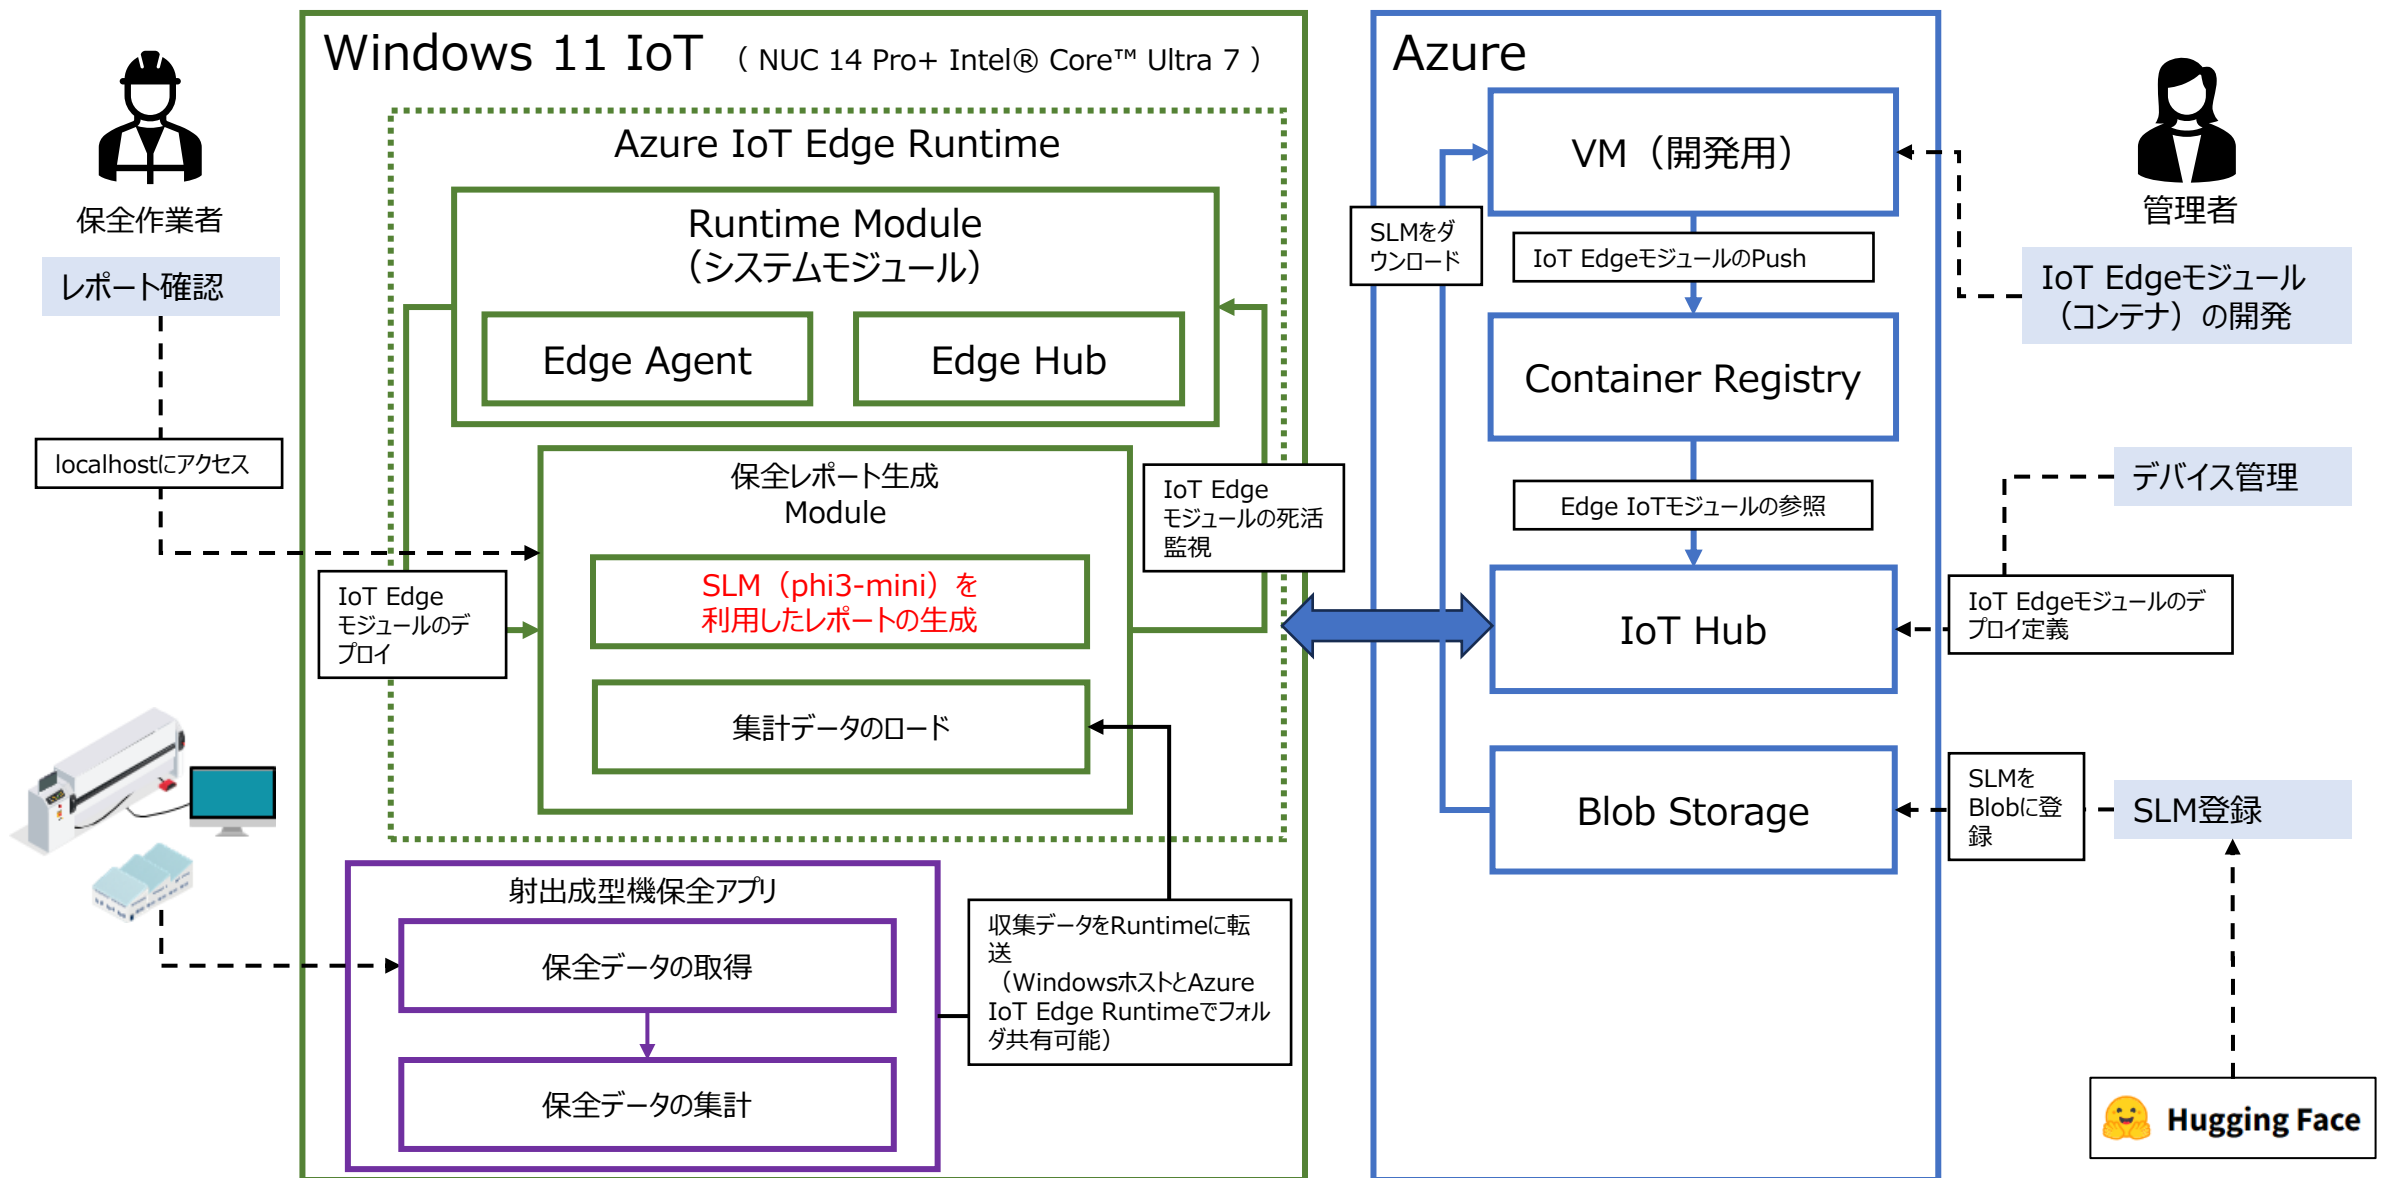 Windows 11 IoT （ NUC 14 Pro+ Intel® Core™ Ultra 7 ）
Azure IoT Edge Runtime
Runtime Module
（システムモジュール）
Edge Agent
Edge Hub
保全レポート生成
Module
SLM（phi3-mini）を
利用したレポートの生成
集計データのロード
IoT Edge
モジュールの死活
監視
IoT Edge
モジュールのデ
プロイ
保全作業者
レポート確認
localhostにアクセス
射出成型機保全アプリ
保全データの取得
保全データの集計
収集データをRuntimeに転
送
（WindowsホストとAzure
IoT Edge Runtimeでフォル
ダ共有可能）
Azure
VM（開発用）
SLMをダ
ウンロード
IoT EdgeモジュールのPush
Container Registry
Edge IoTモジュールの参照
IoT Hub
Blob Storage
管理者
IoT Edgeモジュール
（コンテナ）の開発
デバイス管理
IoT Edgeモジュールのデ
プロイ定義
SLMを
Blobに登
録
SLM登録
Hugging Face